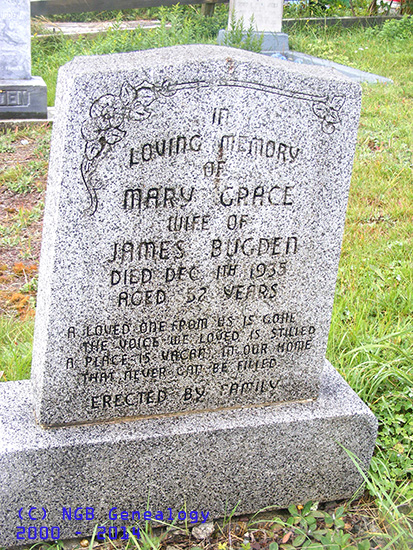 IN
LOVING MEMORY
OF
MARY GRACE
WIFE OF
JAMES BUGDEN
DIED DEC. 11TH 1935
AGED 52 YEARS
A LOVED ONE FROM US IS GONE
THE VOICE WE LOVED IS STILLED
A PLACE IS VACANT IN OUR HOME
THAT NEVER CAN BE FILLED
ERECTED BY FAMILY
(C) NGB Genealogy
2000 - 2014